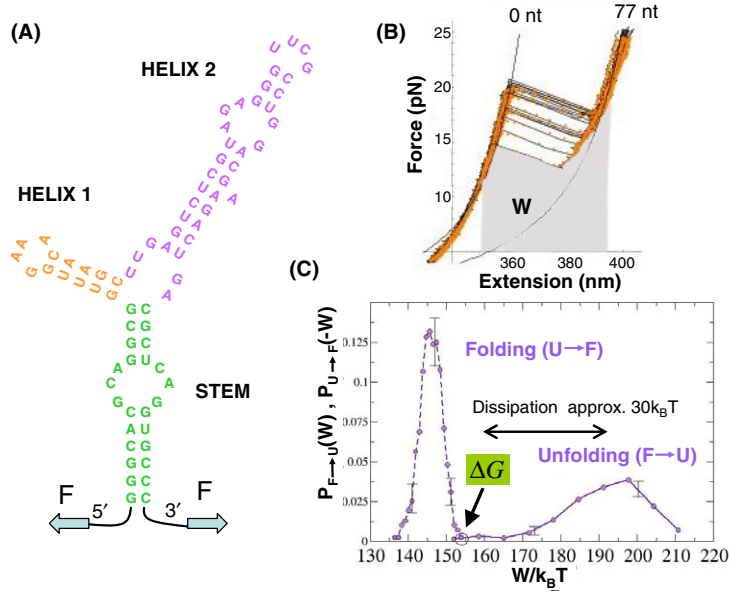 (A)
HELIX 2
HELIX 1
STEM
G C
C G
G C
G U
G C
C G
A U
C G
G C
G C
G C
F
5′
3′
F
(B)
0 nt
77 nt
Force (pN)
25
20
15
10
W
360
380
400
Extension (nm)
(C)
P F→U (W) , P U→F (-W)
0.125
0.1
0.075
0.05
0.025
0
Folding (U→F)
Dissipation approx. 30kBT
Unfolding (F→U)
ΔG
130 140 150 160 170 180 190 200 210 220
W/kBT